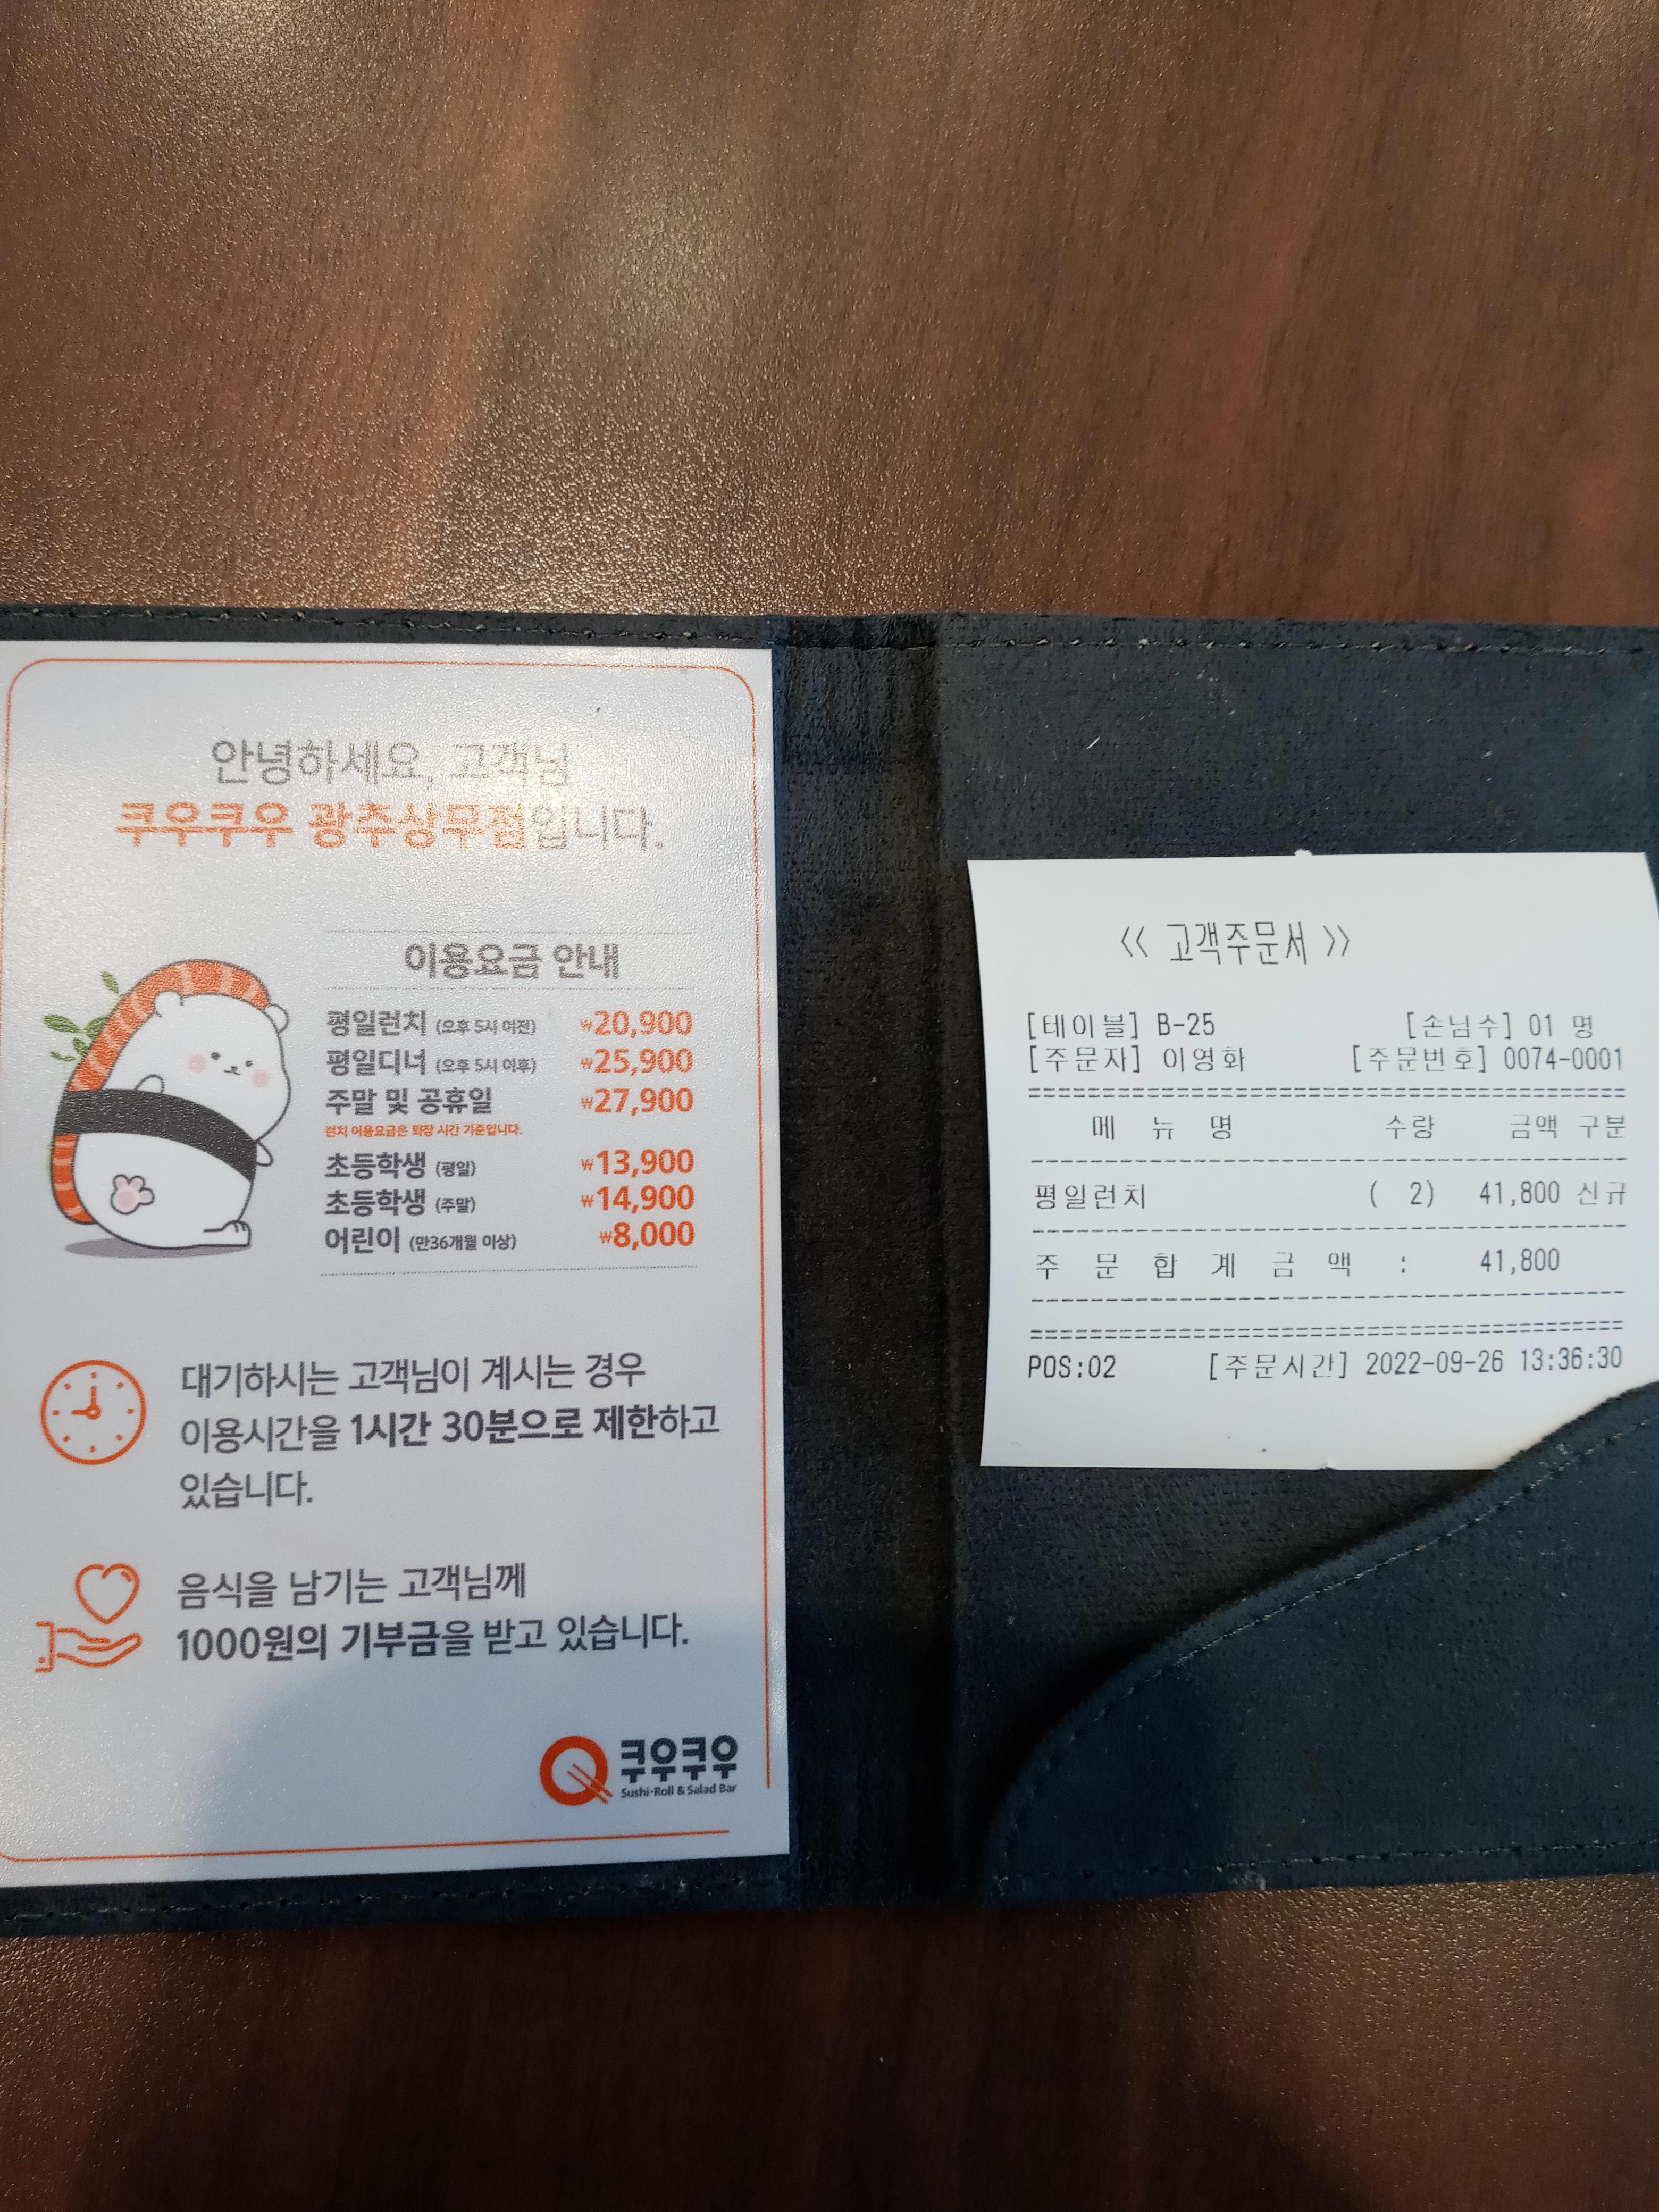 안녕하세요, 고객님
쿠우쿠우 광주상무점입니다.
이용요금 안내
평일런치 (오후 5시 이전) ₩20,900
평일디너 (오후 5시 이후) ₩25,900
주말 및 공휴일 ₩27,900
런치 이용요금은 퇴장 시간 기준입니다.
초등학생 (평일) ₩13,900
초등학생 (주말) ₩14,900
어린이 (만36개월 이상) ₩8,000
대기하시는 고객님이 계시는 경우
이용시간을 1시간 30분으로 제한하고
있습니다.
음식을 남기는 고객님께
1000원의 기부금을 받고 있습니다.
쿠우쿠우
Sushi·Roll & Salad Bar
<< 고객주문서 >>
[테이블] B-25 [손님수] 01 명
[주문자] 이영화 [주문번호] 0074-0001
메 뉴 명 수량 금액 구분
평일런치 ( 2) 41,800 신규
주 문 합 계 금 액 : 41,800
POS:02 [주문시간] 2022-09-26 13:36:30